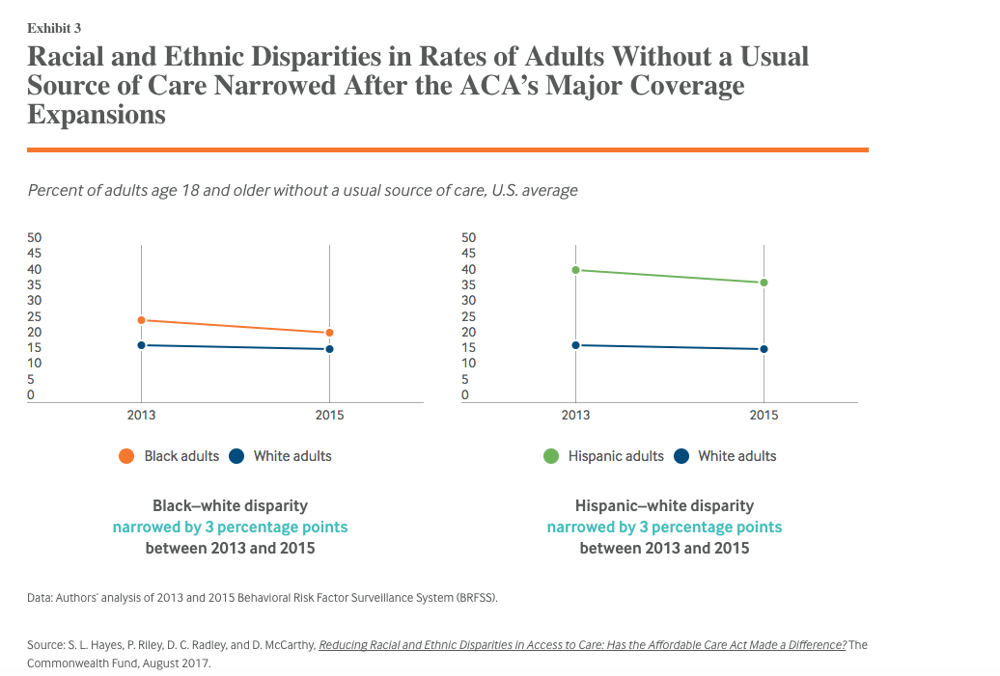 Exhibit 3
Racial and Ethnic Disparities in Rates of Adults Without a Usual
Source of Care Narrowed After the ACA’s Major Coverage
Expansions
Percent of adults age 18 and older without a usual source of care, U.S. average
50
45
40
35
30
25
20
15
10
5
0
2013 2015
Black adults White adults
Black–white disparity
narrowed by 3 percentage points
between 2013 and 2015
50
45
40
35
30
25
20
15
10
5
0
2013 2015
Hispanic adults White adults
Hispanic–white disparity
narrowed by 3 percentage points
between 2013 and 2015
Data: Authors’ analysis of 2013 and 2015 Behavioral Risk Factor Surveillance System (BRFSS).
Source: S. L. Hayes, P. Riley, D. C. Radley, and D. McCarthy, Reducing Racial and Ethnic Disparities in Access to Care: Has the Affordable Care Act Made a Difference? The
Commonwealth Fund, August 2017.